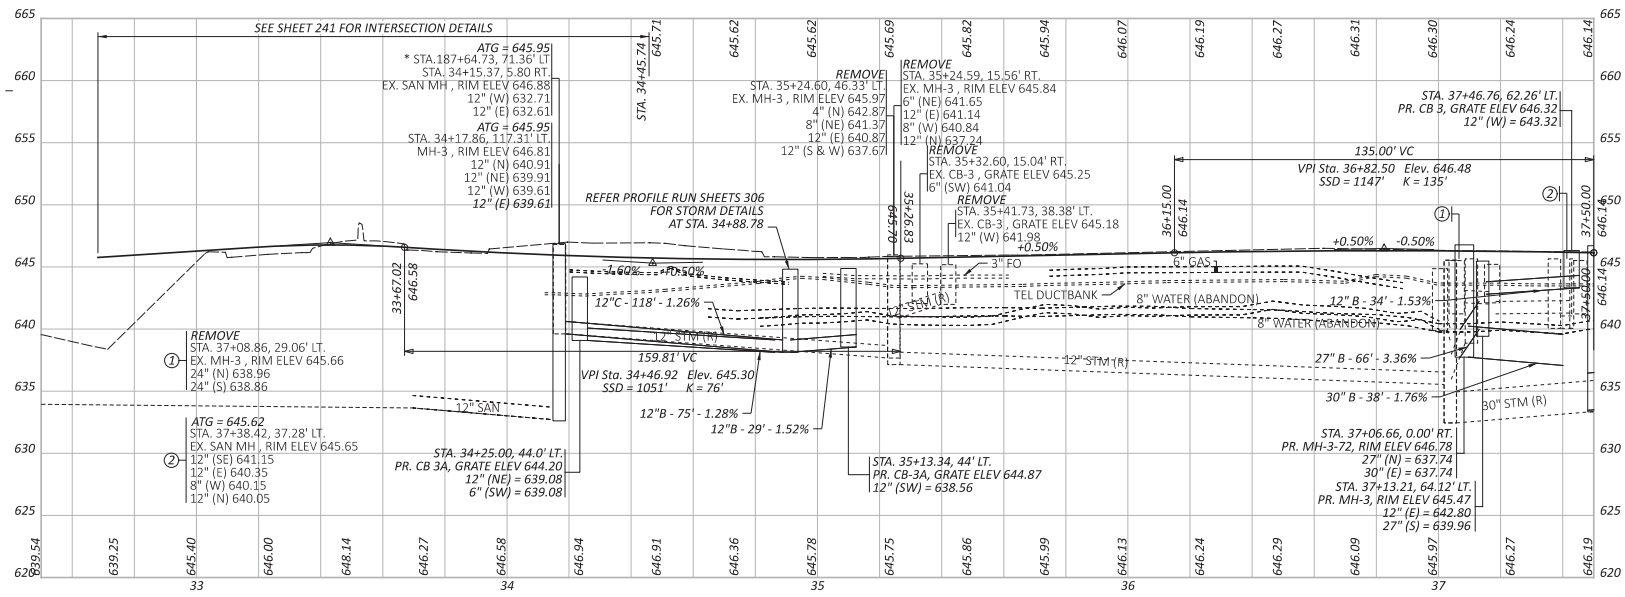 665
660
655
650
645
640
635
630
625
620
SEE SHEET 241 FOR INTERSECTION DETAILS
STA. 34+45.74
645.71
645.62
645.62
645.69
645.82
645.94
646.07
646.19
646.27
646.31
646.30
646.24
646.14
665
660
655
650
645
640
635
630
625
620
ATG = 645.95
* STA.187+64.73, 71.36' LT
STA. 34+15.37, 5.80 RT.
EX. SAN MH , RIM ELEV 646.88
12" (W) 632.71
12" (E) 632.61
ATG = 645.95
STA. 34+17.86, 117.31' LT.
MH-3 , RIM ELEV 646.81
12" (N) 640.91
12" (NE) 639.91
12" (W) 639.61
12" (E) 639.61
REMOVE
STA. 35+24.60, 46.33' LT.
EX. MH-3 , RIM ELEV 645.97
4" (N) 642.87
8" (NE) 641.37
12" (E) 640.87
12" (S & W) 637.67
REMOVE
STA. 35+24.59, 15.56' RT.
EX. MH-3 , RIM ELEV 645.84
6" (NE) 641.65
12" (E) 641.14
8" (W) 640.84
12" (N) 637.24
REMOVE
STA. 35+32.60, 15.04' RT.
EX. CB-3 , GRATE ELEV 645.25
6" (SW) 641.04
REMOVE
STA. 35+41.73, 38.38' LT.
EX. CB-3 , GRATE ELEV 645.18
12" (W) 641.98
STA. 37+46.76, 62.26' LT.
PR. CB 3, GRATE ELEV 646.32
12" (W) = 643.32
135.00' VC
VPI Sta. 36+82.50 Elev. 646.48
SSD = 1147' K = 135'
REFER PROFILE RUN SHEETS 306
FOR STORM DETAILS
AT STA. 34+88.78
35+26.83
645.70
36+15.00
646.14
37+50.00
646.14
37+50.00
646.14
1
2
33+67.02
646.58
-1.60%
+0.50%
+0.50%
+0.50%
-0.50%
3" FO
6" GAS
TEL DUCTBANK
8" WATER (ABANDON)
8" WATER (ABANDON)
12" STM (R)
12" STM (R)
12" STM (R)
30" STM (R)
12" SAN
12"C - 118' - 1.26%
12" B - 34' - 1.53%
27" B - 66' - 3.36%
30" B - 38' - 1.76%
159.81' VC
VPI Sta. 34+46.92 Elev. 645.30
SSD = 1051' K = 76'
12"B - 75' - 1.28%
12"B - 29' - 1.52%
1
REMOVE
STA. 37+08.86, 29.06' LT.
EX. MH-3 , RIM ELEV 645.66
24" (N) 638.96
24" (S) 638.86
2
ATG = 645.62
STA. 37+38.42, 37.28' LT.
EX. SAN MH , RIM ELEV 645.65
12" (SE) 641.15
12" (E) 640.35
8" (W) 640.15
12" (N) 640.05
STA. 34+25.00, 44.0' LT.
PR. CB 3A, GRATE ELEV 644.20
12" (NE) = 639.08
6" (SW) = 639.08
STA. 35+13.34, 44' LT.
PR. CB-3A, GRATE ELEV 644.87
12" (SW) = 638.56
STA. 37+06.66, 0.00' RT.
PR. MH-3-72, RIM ELEV 646.78
27" (N) = 637.74
30" (E) = 637.74
STA. 37+13.21, 64.12' LT.
PR. MH-3, RIM ELEV 645.47
12" (E) = 642.80
27" (S) = 639.96
639.54
639.25
645.40
646.00
648.14
646.27
646.58
646.94
646.91
646.36
645.78
645.75
645.86
645.99
646.13
646.24
646.29
646.09
645.97
646.27
646.19
33
34
35
36
37